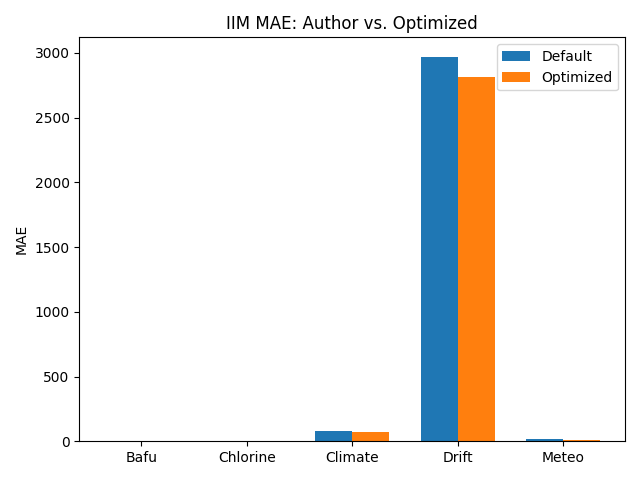 IIM MAE: Author vs. Optimized
Default
Optimized
MAE
3000
2500
2000
1500
1000
500
0
Bafu
Chlorine
Climate
Drift
Meteo